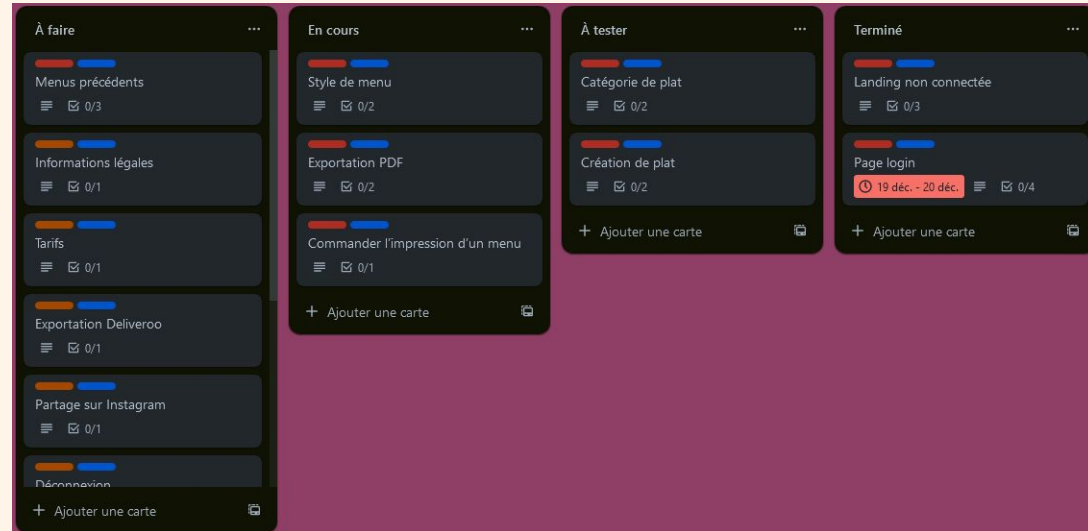 À faire
Menus précédents
0/3
Informations légales
0/1
Tarifs
0/1
Exportation Deliveroo
0/1
Partage sur Instagram
0/1
Déconnexion
+ Ajouter une carte
En cours
Style de menu
0/2
Exportation PDF
0/2
Commander l'impression d'un menu
0/1
+ Ajouter une carte
À tester
Catégorie de plat
0/2
Création de plat
0/2
+ Ajouter une carte
Terminé
Landing non connectée
0/3
Page login
19 déc. - 20 déc. 0/4
+ Ajouter une carte